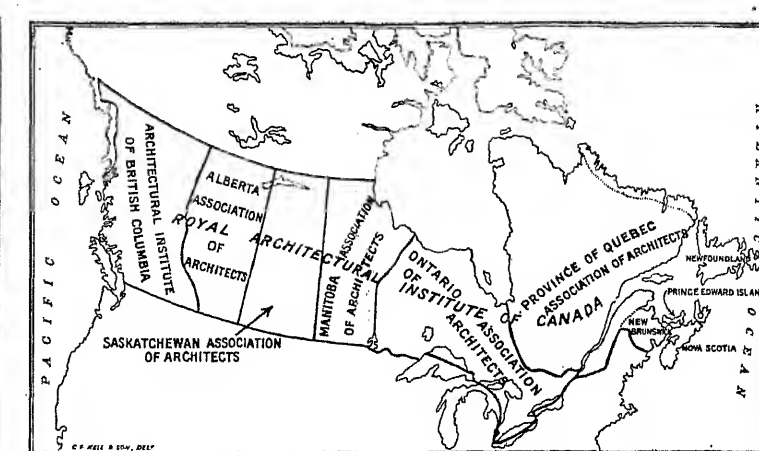 PACIFIC OCEAN
ARCHITECTURAL INSTITUTE
OF BRITISH COLUMBIA
ALBERTA
ASSOCIATION
OF
ARCHITECTS
ROYAL ARCHITECTURAL
INSTITUTE
OF
CANADA
SASKATCHEWAN ASSOCIATION
OF ARCHITECTS
MANITOBA ASSOCIATION
OF ARCHITECTS
ONTARIO ASSOCIATION
OF
ARCHITECTS
PROVINCE OF QUEBEC
ASSOCIATION OF ARCHITECTS
NEWFOUNDLAND
PRINCE EDWARD ISLAN
NEW
BRUNSWICK
NOVA SCOTIA
OCEAN